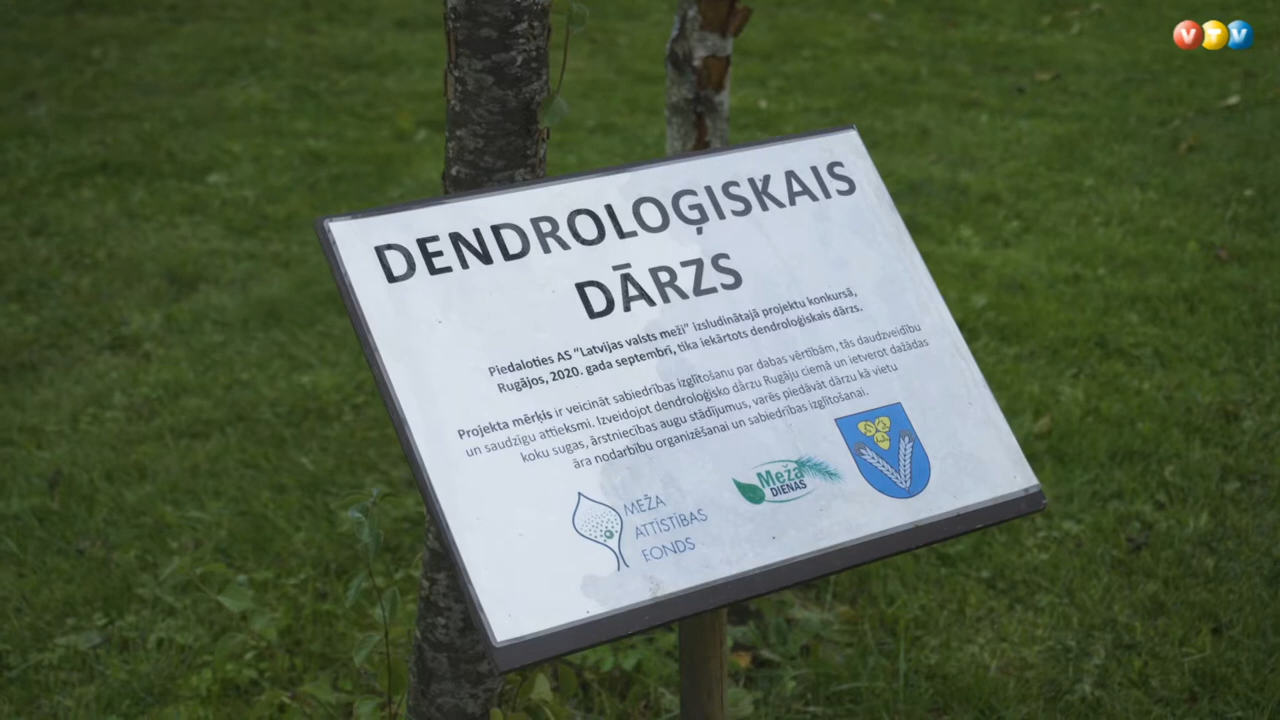 VTV
DENDROLOĢISKAIS
DĀRZS
Piedaloties AS "Latvijas valsts meži" izsludinātajā projektu konkursā,
Rugājos, 2020. gada septembrī, tika iekārtots dendroloģiskais dārzs.
Projekta mērķis ir veicināt sabiedrības izglītošanu par dabas vērtībām, tās daudzveidību
un saudzīgu attieksmi. Izveidojot dendroloģisko dārzu Rugāju ciemā un ietverot dažādas
koku sugas, ārstniecības augu stādījumus, varēs piedāvāt dārzu kā vietu
āra nodarbību organizēšanai un sabiedrības izglītošanai.
MEŽA
ATTĪSTĪBAS
FONDS
Meža
DIENAS